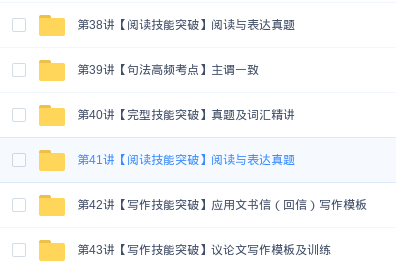 第38讲【阅读技能突破】阅读与表达真题
第39讲【句法高频考点】主谓一致
第40讲【完型技能突破】真题及词汇精讲
第41讲【阅读技能突破】阅读与表达真题
第42讲【写作技能突破】应用文书信（回信）写作模板
第43讲【写作技能突破】议论文写作模板及训练